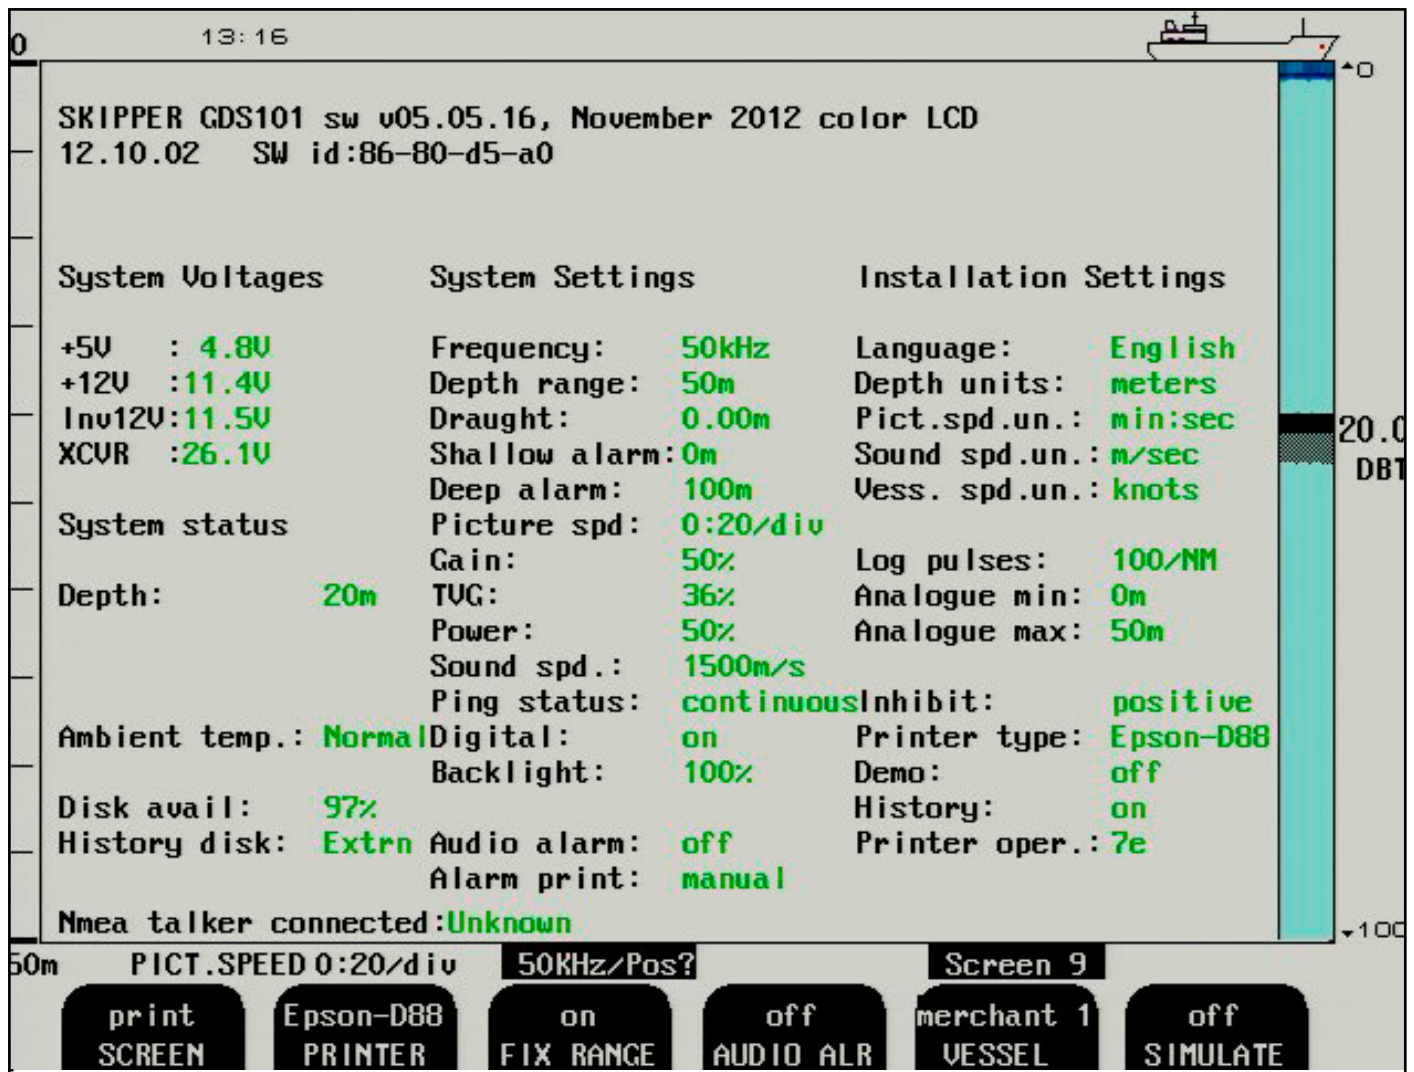 0 13:16
0
SKIPPER GDS101 sw v05.05.16, November 2012 color LCD
12.10.02 SW id:86-80-d5-a0
System Voltages System Settings Installation Settings
+5V : 4.8V Frequency: 50kHz Language: English
+12V :11.4V Depth range: 50m Depth units: meters
Inv12V:11.5V Draught: 0.00m Pict.spd.un.: min:sec
20.0
XCVR :26.1V Shallow alarm:0m Sound spd.un.: m/sec
DBT
Deep alarm: 100m Vess. spd.un.: knots
System status Picture spd: 0:20/div
Gain: 50% Log pulses: 100/NM
Depth: 20m TVG: 36% Analogue min: 0m
Power: 50% Analogue max: 50m
Sound spd.: 1500m/s
Ping status: continuous Inhibit: positive
Ambient temp.: Normal Digital: on Printer type: Epson-D88
Backlight: 100% Demo: off
Disk avail: 97% History: on
History disk: Extrn Audio alarm: off Printer oper.: 7e
Alarm print: manual
Nmea talker connected:Unknown
100
50m PICT.SPEED 0:20/div 50KHz/Pos? Screen 9
print Epson-D88 on off merchant 1 off
SCREEN PRINTER FIX RANGE AUDIO ALR VESSEL SIMULATE